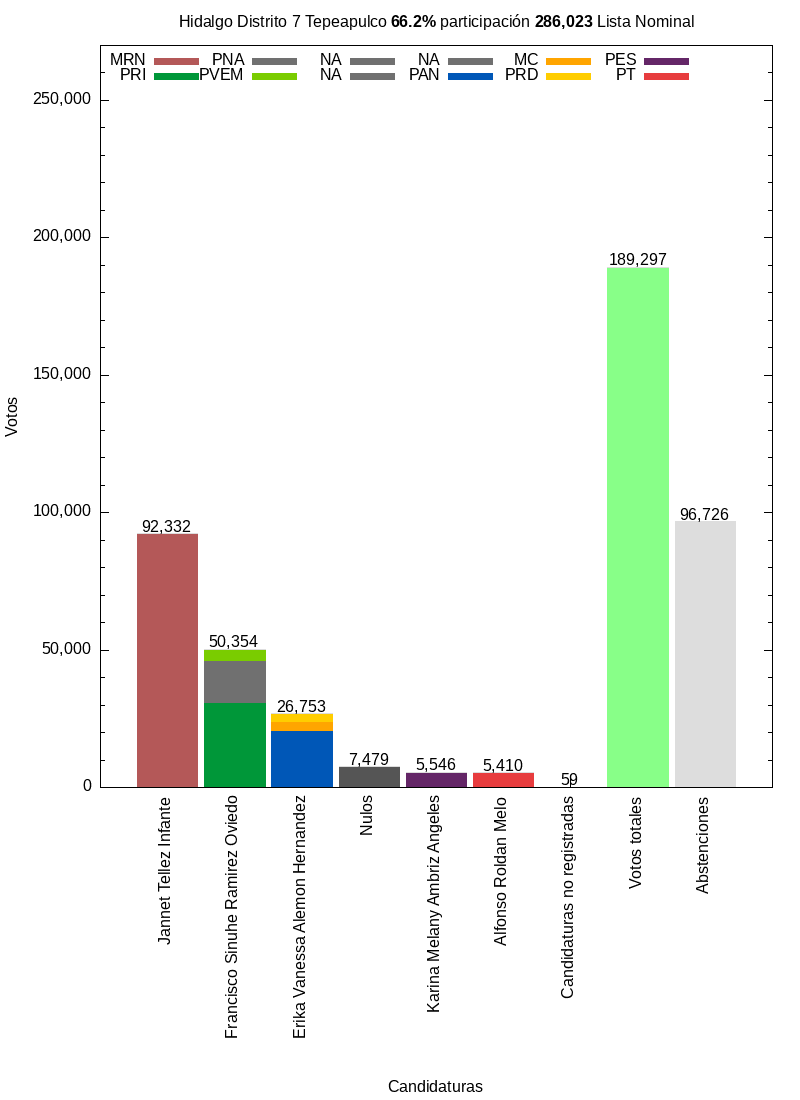 Hidalgo Distrito 7 Tepeapulco 66.2% participación 286,023 Lista Nominal
MRN PNA NA NA MC PES
PRI PVEM NA PAN PRD PT
250,000
200,000
150,000
100,000
50,000
0
Votos
92,332
50,354
26,753
7,479
5,546
5,410
59
189,297
96,726
Jannet Tellez Infante
Francisco Sinuhe Ramirez Oviedo
Erika Vanessa Alemon Hernandez
Nulos
Karina Melany Ambriz Angeles
Alfonso Roldan Melo
Candidaturas no registradas
Votos totales
Abstenciones
Candidaturas